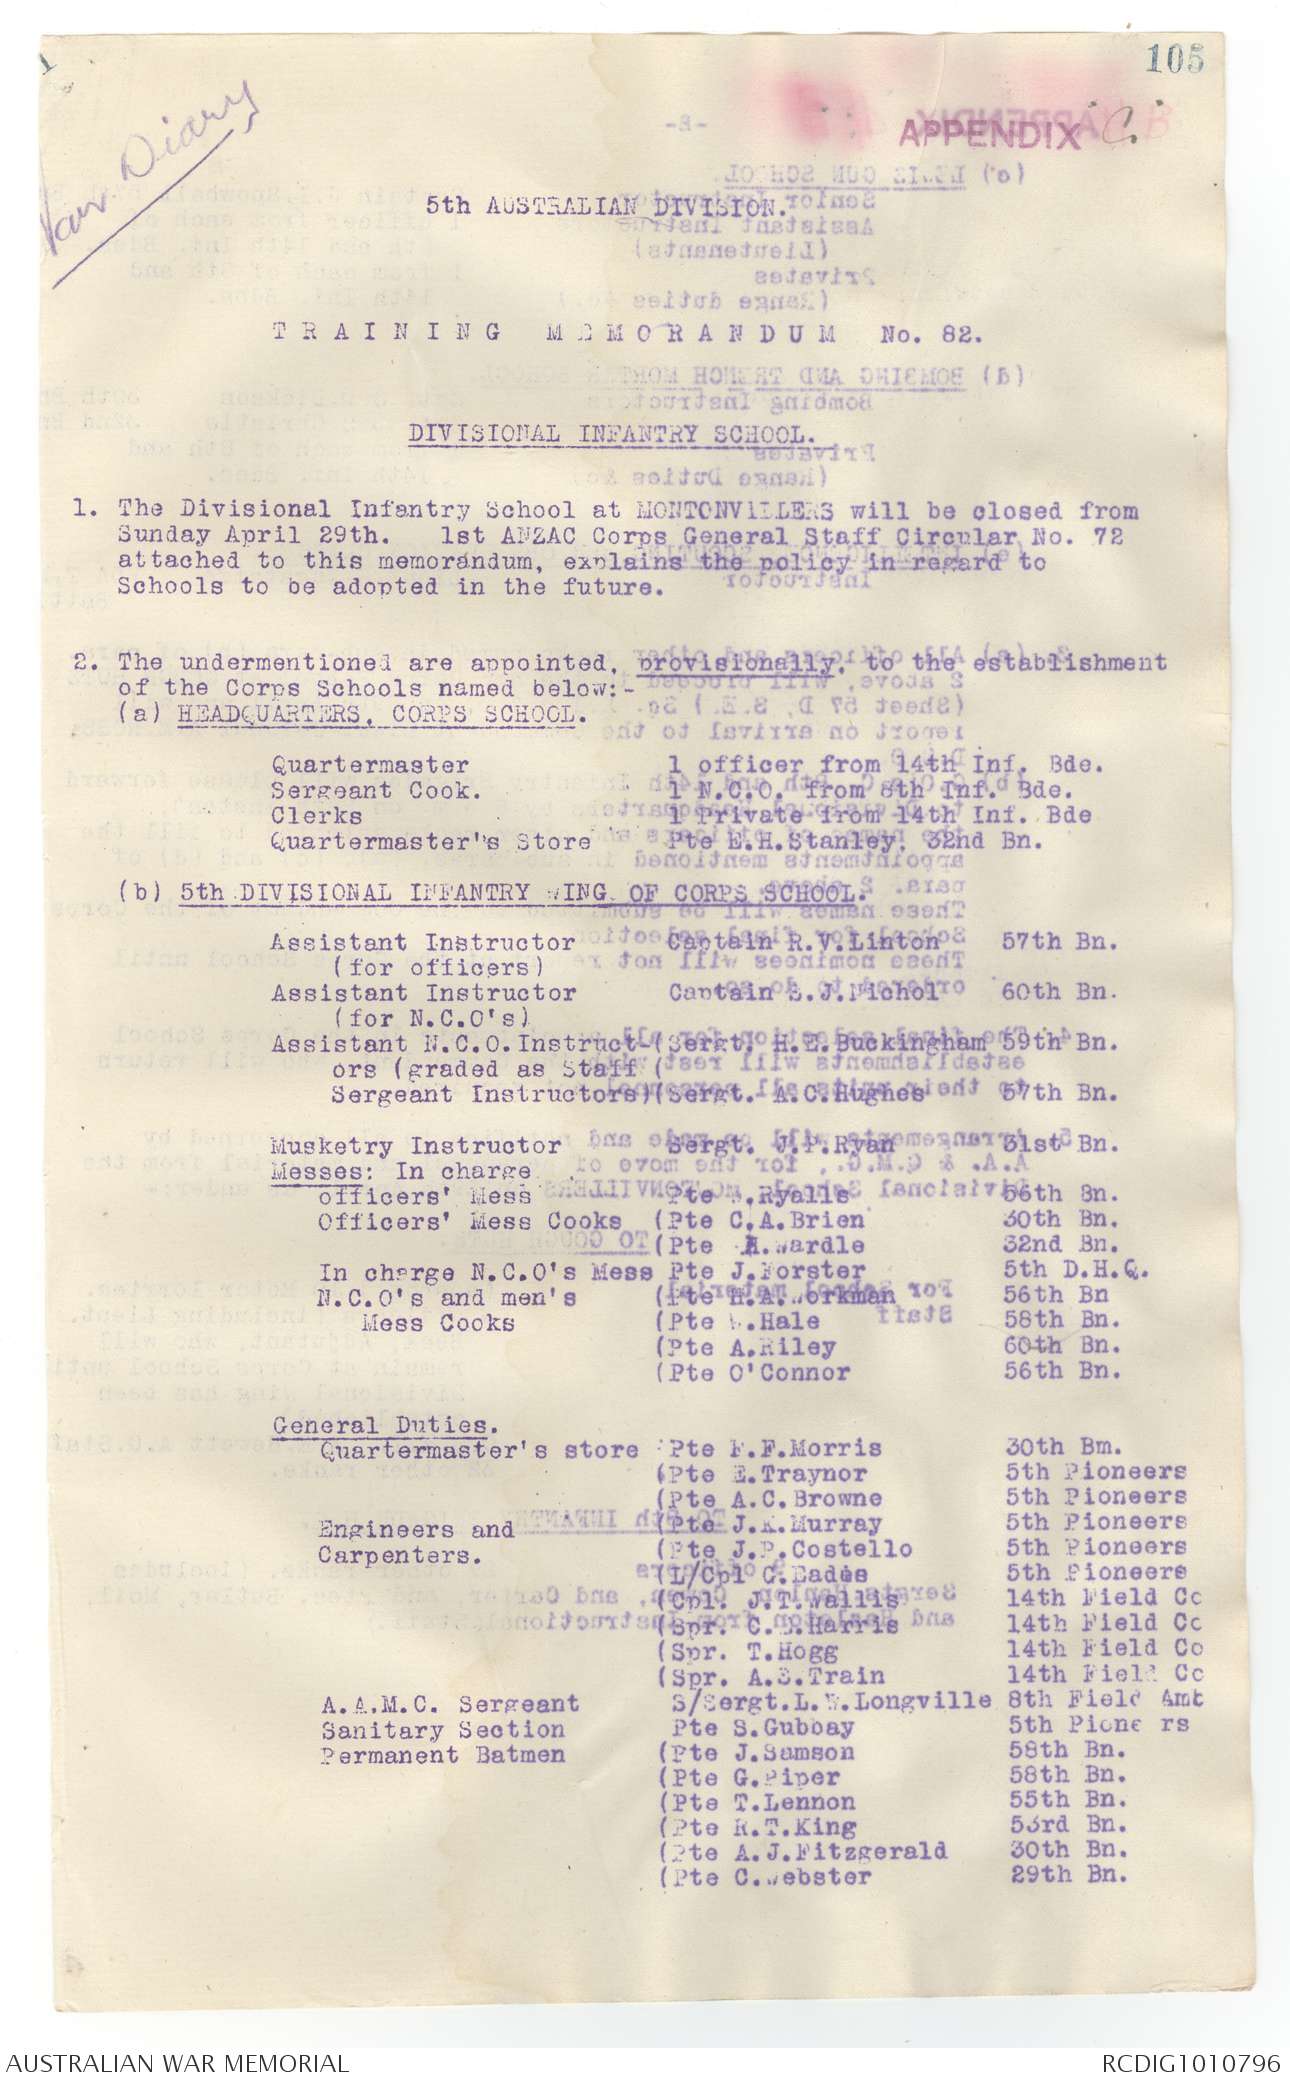 105
War Diary
APPENDIX "C."
5th AUSTRALIAN DIVISION.
TRAINING MEMORANDUM No. 82.
DIVISIONAL INFANTRY SCHOOL.
1. The Divisional Infantry School at MONTONVILLERS will be closed from
Sunday April 29th. 1st ANZAC Corps General Staff Circular No. 72
attached to this memorandum, explains the policy in regard to
Schools to be adopted in the future.
2. The undermentioned are appointed, provisionally, to the establishment
of the Corps Schools named below:-
(a) HEADQUARTERS, CORPS SCHOOL.
Quartermaster 1 officer from 14th Inf. Bde.
Sergeant Cook. 1 N.C.O. from 8th Inf. Bde.
Clerks 1 Private from 14th Inf. Bde
Quartermaster's Store Pte E.H.Stanley, 32nd Bn.
(b) 5th DIVISIONAL INFANTRY WING OF CORPS SCHOOL.
Assistant Instructor Captain R.V.Linton 57th Bn.
(for officers)
Assistant Instructor Captain S.J.Nichol 60th Bn.
(for N.C.O's)
Assistant N.C.O.Instruct-(Sergt. H.E.Buckingham 59th Bn.
ors (graded as Staff (
Sergeant Instructors)(Sergt. A.C.Hughes 57th Bn.
Musketry Instructor Sergt. J.P.Ryan 31st Bn.
Messes: In charge
officers' Mess Pte Ryalls 56th Bn.
Officers' Mess Cooks (Pte C.A.Brien 30th Bn.
(Pte H.Wardle 32nd Bn.
In charge N.C.O's Mess Pte J.Forster 5th D.H.Q.
N.C.O's and men's (Pte H.A.Workman 56th Bn
Mess Cooks (Pte W.Hale 58th Bn.
(Pte A.Riley 60th Bn.
(Pte O'Connor 56th Bn.
General Duties.
Quartermaster's store Pte F.F.Morris 30th Bm.
(Pte E.Traynor 5th Pioneers
(Pte A.C.Browne 5th Pioneers
Engineers and (Pte J.K.Murray 5th Pioneers
Carpenters. (Pte J.P.Costello 5th Pioneers
(L/Cpl C.Eades 5th Pioneers
(Cpl. J.T.Wallis 14th Field Co
(Spr. C.E.Harris 14th Field Co
(Spr. T.Hogg 14th Field Co
(Spr. A.S.Train 14th Field Co
A.A.M.C. Sergeant S/Sergt.L.W.Longville 8th Field Amb
Sanitary Section Pte S.Gubbay 5th Pioneers
Permanent Batmen (Pte J.Samson 58th Bn.
(Pte G.Piper 58th Bn.
(Pte T.Lennon 55th Bn.
(Pte R.T.King 53rd Bn.
(Pte A.J.Fitzgerald 30th Bn.
(Pte C.Webster 29th Bn.
AUSTRALIAN WAR MEMORIAL RCDIG1010796